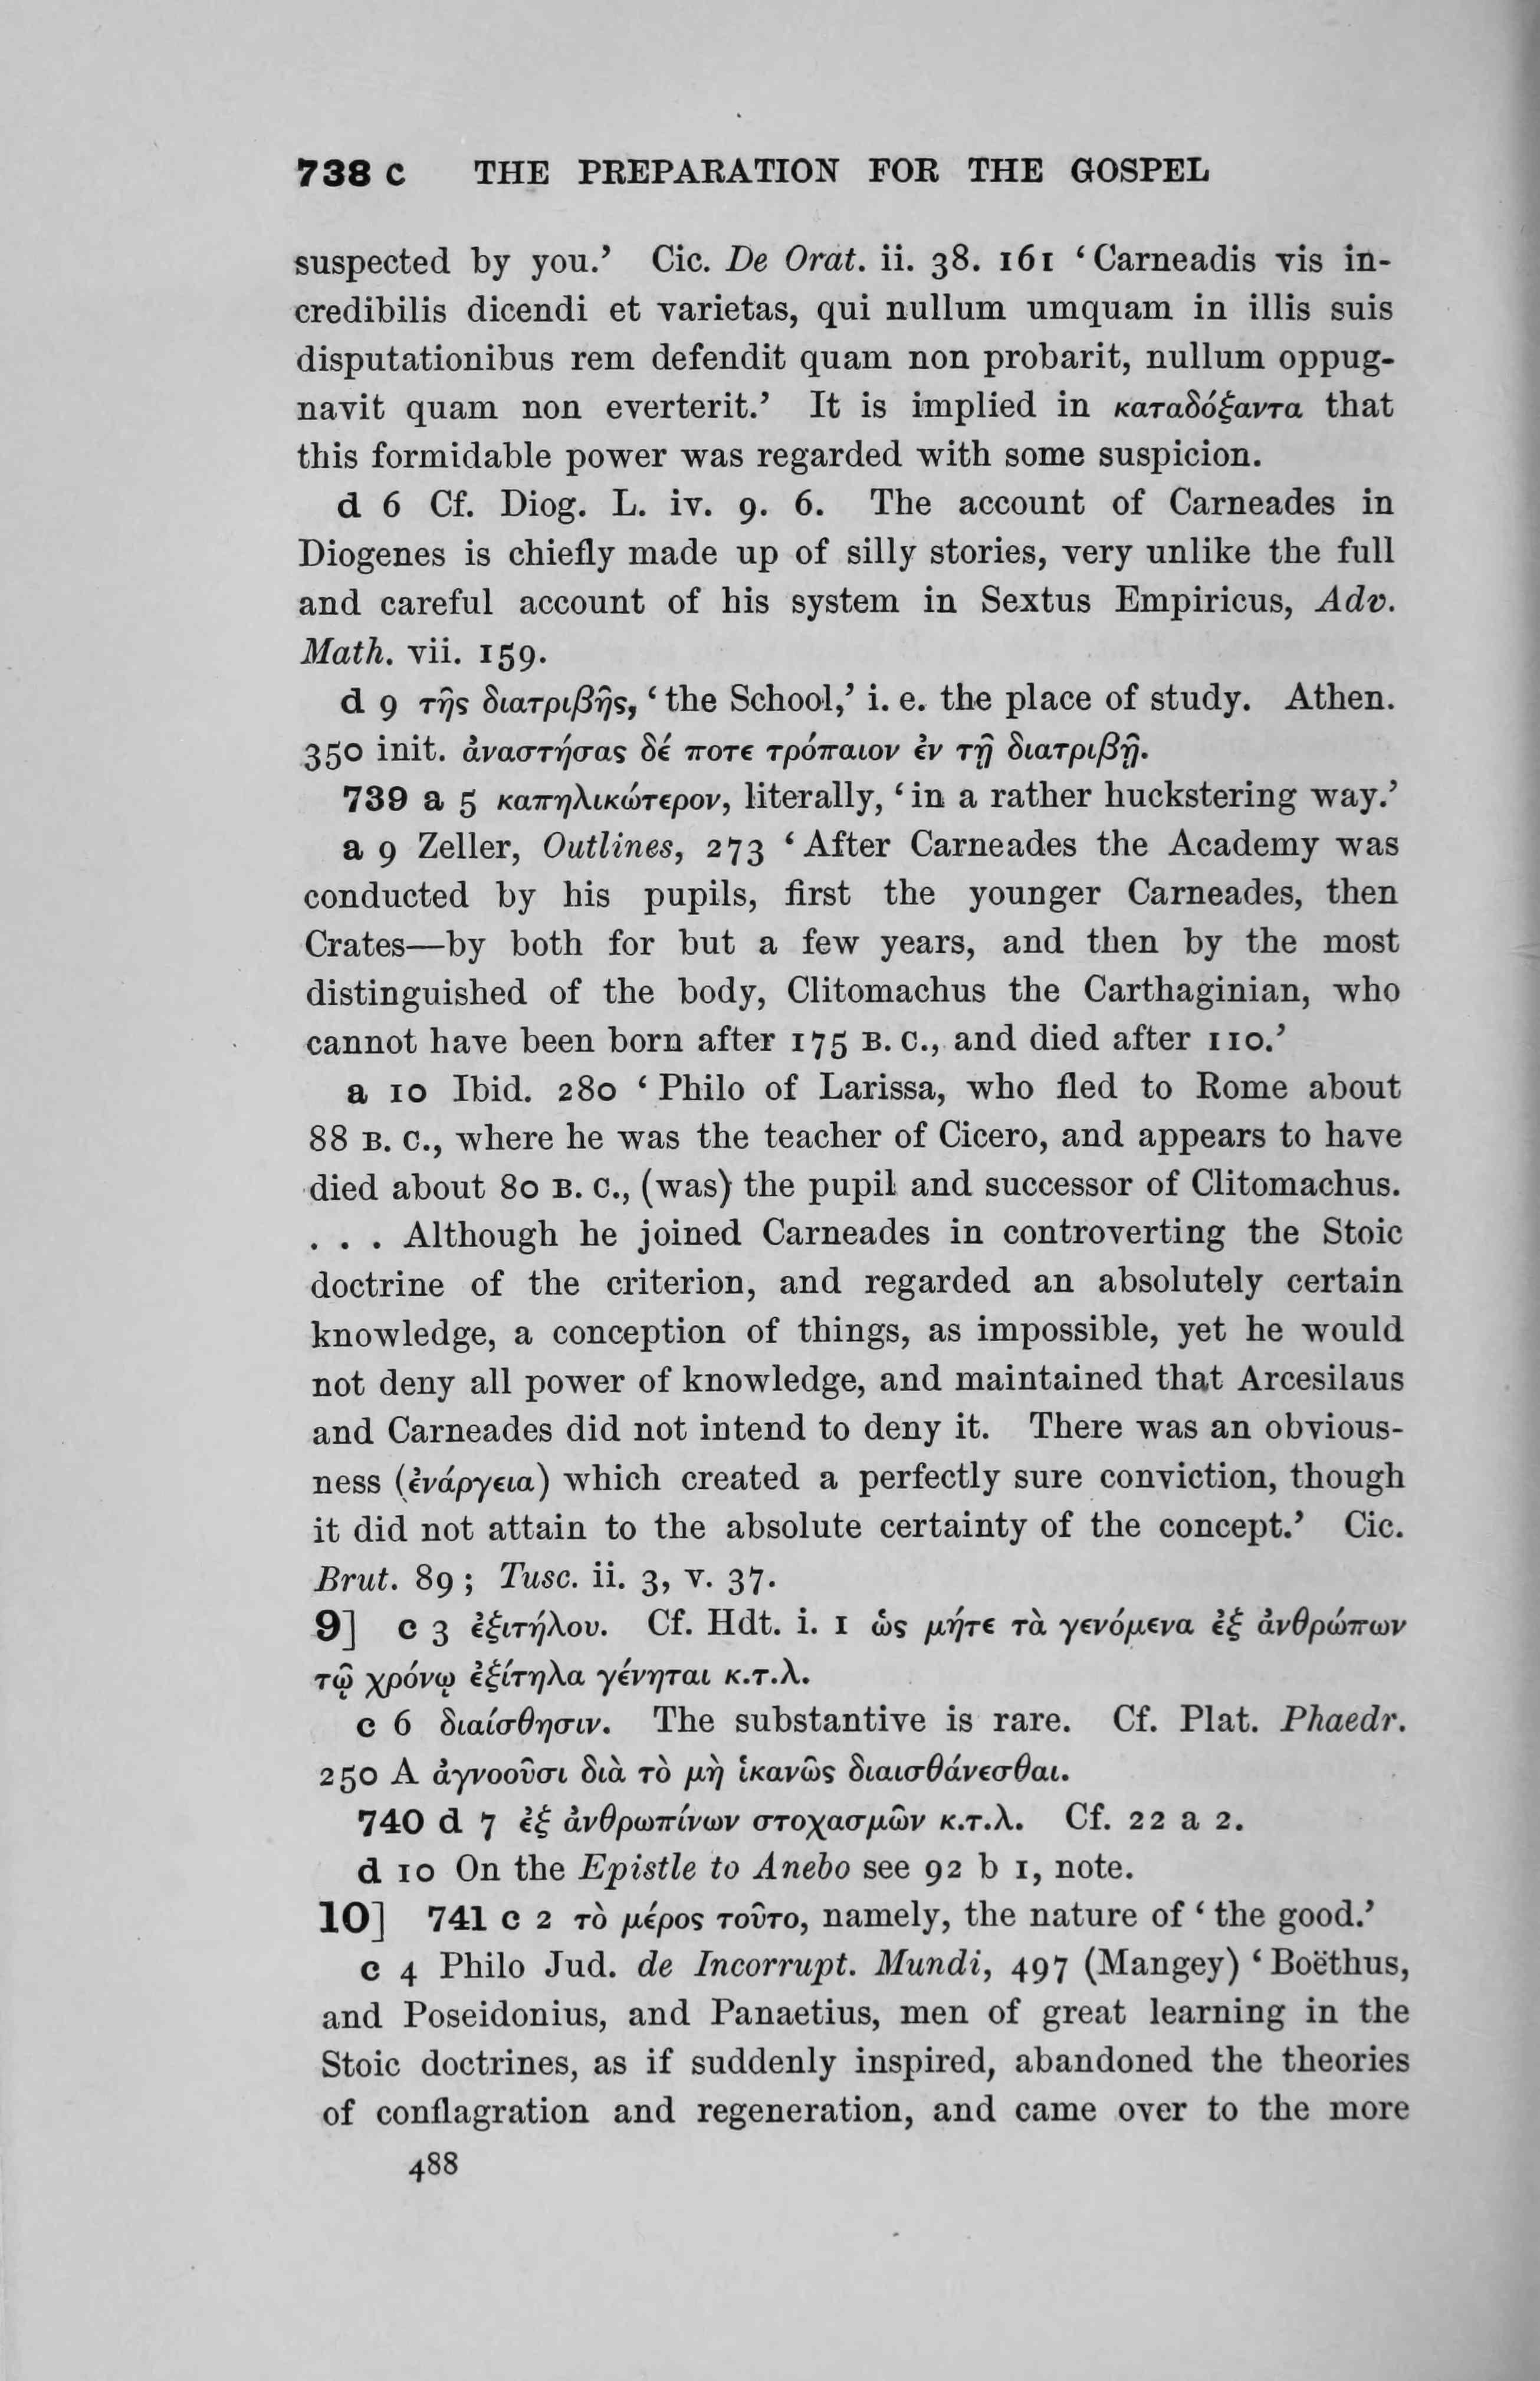 738 c THE PREPARATION FOR THE GOSPEL
suspected by you.’ Cic. De Orat. ii. 38. 161 ‘Carneadis vis in-
credibilis dicendi et varietas, qui nullum umquam in illis suis
disputationibus rem defendit quam non probarit, nullum oppug-
navit quam non everterit.’ It is implied in καταδόξαντα that
this formidable power was regarded with some suspicion.
d 6 Cf. Diog. L. iv. 9. 6. The account of Carneades in
Diogenes is chiefly made up of silly stories, very unlike the full
and careful account of his system in Sextus Empiricus, Adv.
Math. vii. 159.
d 9 τῆς διατριβῆς, ‘the School,’ i. e. the place of study. Athen.
350 init. ἀναστήσας δέ ποτε τρόπαιον ἐν τῇ διατριβῇ.
739 a 5 καπηλικώτερον, literally, ‘in a rather huckstering way.’
a 9 Zeller, Outlines, 273 ‘After Carneades the Academy was
conducted by his pupils, first the younger Carneades, then
Crates—by both for but a few years, and then by the most
distinguished of the body, Clitomachus the Carthaginian, who
cannot have been born after 175 B. C., and died after 110.’
a 10 Ibid. 280 ‘Philo of Larissa, who fled to Rome about
88 B. C., where he was the teacher of Cicero, and appears to have
died about 80 B. C., (was) the pupil and successor of Clitomachus.
. . . Although he joined Carneades in controverting the Stoic
doctrine of the criterion, and regarded an absolutely certain
knowledge, a conception of things, as impossible, yet he would
not deny all power of knowledge, and maintained that Arcesilaus
and Carneades did not intend to deny it. There was an obvious-
ness (ἐνάργεια) which created a perfectly sure conviction, though
it did not attain to the absolute certainty of the concept.’ Cic.
Brut. 89; Tusc. ii. 3, v. 37.
9] c 3 ἐξιτήλου. Cf. Hdt. i. 1 ὡς μήτε τὰ γενόμενα ἐξ ἀνθρώπων
τῷ χρόνῳ ἐξίτηλα γένηται κ.τ.λ.
c 6 διαίσθησιν. The substantive is rare. Cf. Plat. Phaedr.
250 A ἀγνοοῦσι διὰ τὸ μὴ ἱκανῶς διαισθάνεσθαι.
740 d 7 ἐξ ἀνθρωπίνων στοχασμῶν κ.τ.λ. Cf. 22 a 2.
d 10 On the Epistle to Anebo see 92 b 1, note.
10] 741 c 2 τὸ μέρος τοῦτο, namely, the nature of ‘the good.’
c 4 Philo Jud. de Incorrupt. Mundi, 497 (Mangey) ‘Boëthus,
and Poseidonius, and Panaetius, men of great learning in the
Stoic doctrines, as if suddenly inspired, abandoned the theories
of conflagration and regeneration, and came over to the more
488